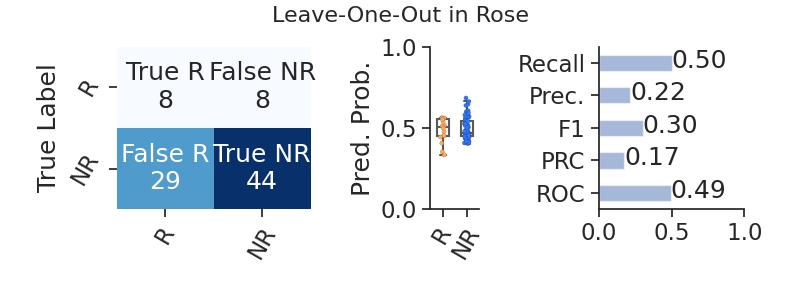 Leave-One-Out in Rose
True Label
R
NR
True R
8
False NR
8
False R
29
True NR
44
R
NR
Pred. Prob.
1.0
0.5
0.0
R
NR
Recall
0.50
Prec.
0.22
F1
0.30
PRC
0.17
ROC
0.49
0.0 0.5 1.0